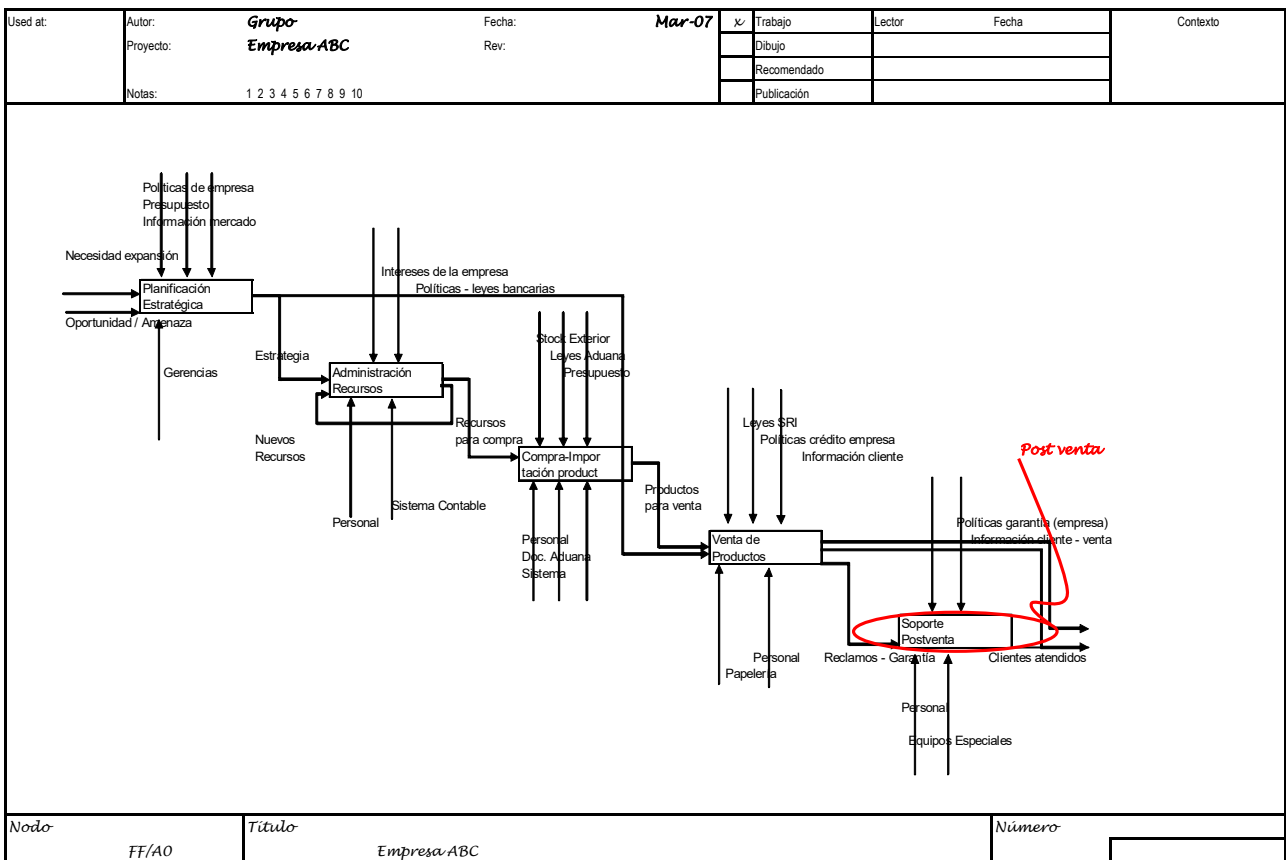 Used at:
Autor:
Grupo
Fecha:
Mar-07
x
Trabajo
Lector
Fecha
Contexto
Proyecto:
Empresa ABC
Rev:
Dibujo
Recomendado
Notas:
1 2 3 4 5 6 7 8 9 10
Publicación
Políticas de empresa
Presupuesto
Información mercado
Necesidad expansión
Planificación
Estratégica
Oportunidad / Amenaza
Gerencias
Intereses de la empresa
Políticas - leyes bancarias
Estrategia
Administración
Recursos
Nuevos
Recursos
Personal
Sistema Contable
Stock Exterior
Leyes Aduana
Presupuesto
Recursos
para compra
Compra-Impor
tación product
Personal
Doc. Aduana
Sistema
Productos
para venta
Leyes SRI
Políticas crédito empresa
Información cliente
Venta de
Productos
Personal
Papelería
Post venta
Políticas garantía (empresa)
Información cliente - venta
Soporte
Postventa
Reclamos - Garantía
Clientes atendidos
Personal
Equipos Especiales
Nodo
Título
Número
FF/A0
Empresa ABC